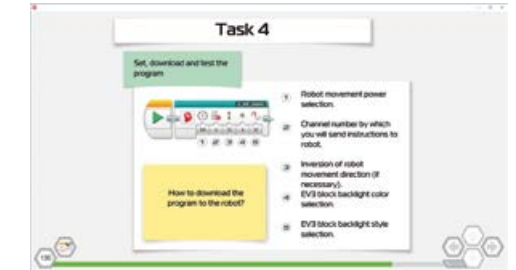 Task 4
Set, download and test the
program
1 Robot movement power
selection.
2 Channel number by which
you will send instructions to
robot.
3 Inversion of robot
movement direction (if
necessary).
4 EV3 block backlight color
selection.
5 EV3 block backlight style
selection.
1 2 3 4 5
How to download the
program to the robot?